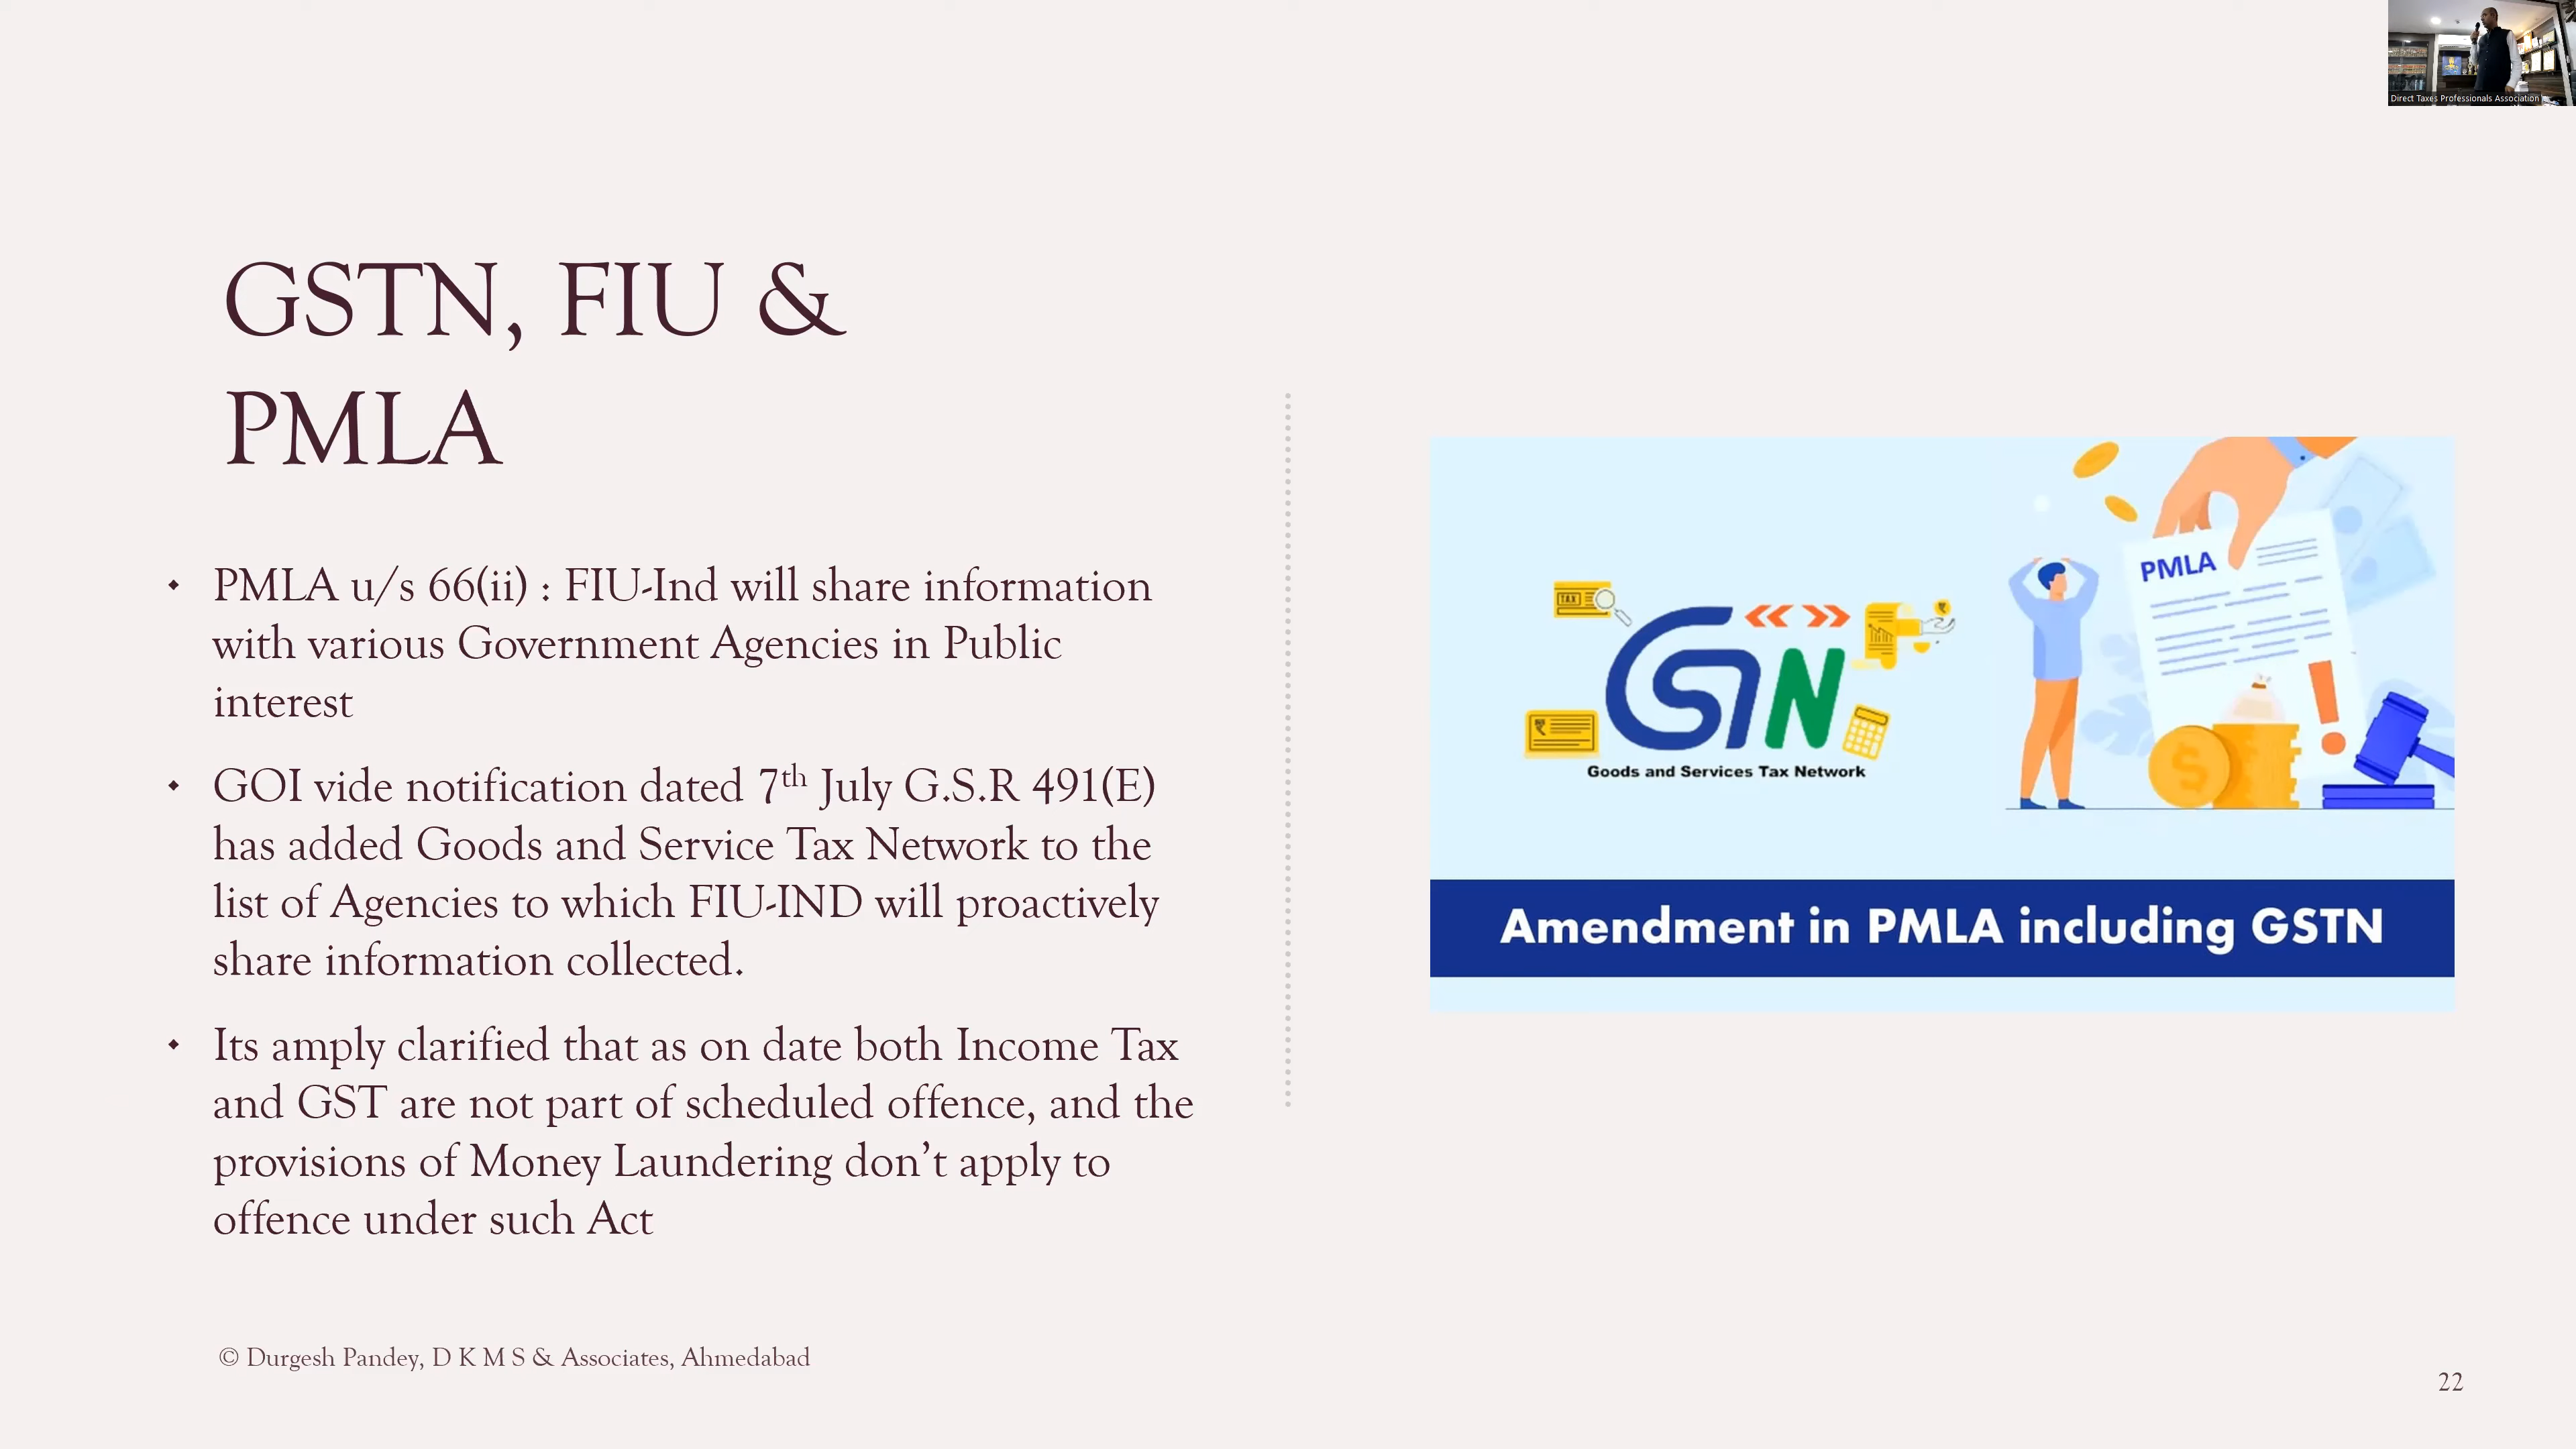 Direct Taxes Professionals Association
GSTN, FIU &
PMLA
• PMLA u/s 66(ii) : FIU-Ind will share information
with various Government Agencies in Public
interest
• GOI vide notification dated 7th July G.S.R 491(E)
has added Goods and Service Tax Network to the
list of Agencies to which FIU-IND will proactively
share information collected.
• Its amply clarified that as on date both Income Tax
and GST are not part of scheduled offence, and the
provisions of Money Laundering don’t apply to
offence under such Act
TAX
GSTN
Goods and Services Tax Network
PMLA
Amendment in PMLA including GSTN
© Durgesh Pandey, D K M S & Associates, Ahmedabad
22